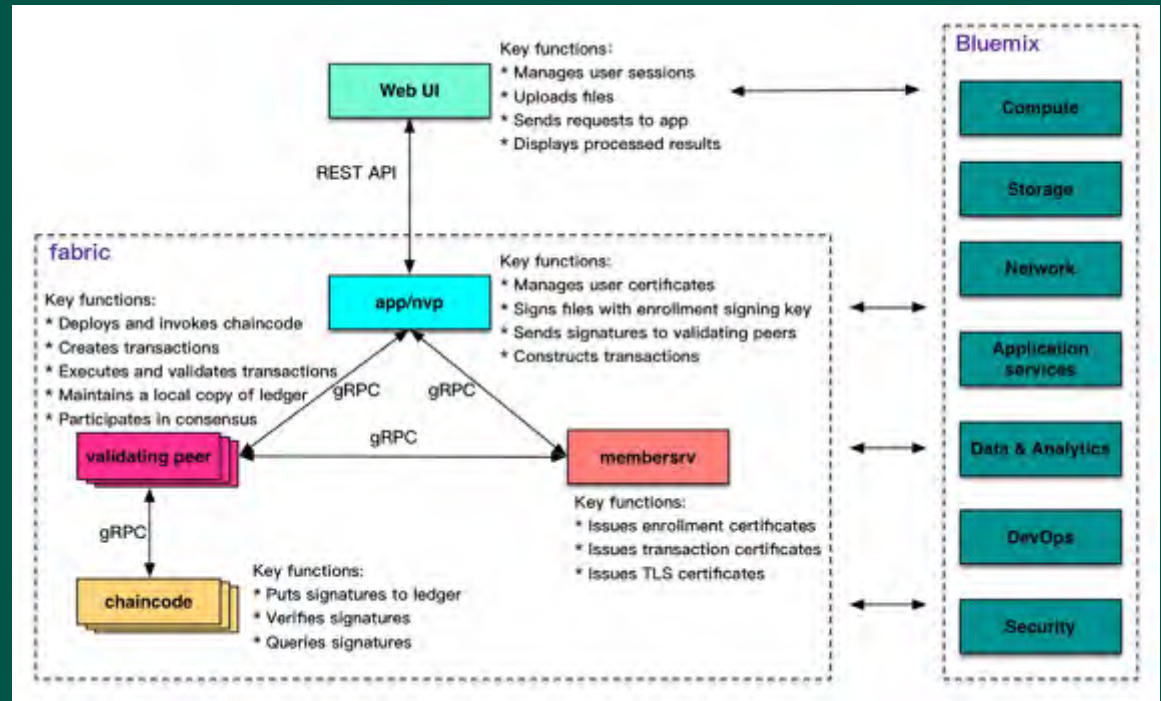 Key functions:
* Manages user sessions
* Uploads files
* Sends requests to app
* Displays processed results
Web UI
REST API
Bluemix
Compute
Storage
Network
Application
services
Data & Analytics
DevOps
Security
fabric
app/nvp
Key functions:
* Manages user certificates
* Signs files with enrollment signing key
* Sends signatures to validating peers
* Constructs transactions
Key functions:
* Deploys and invokes chaincode
* Creates transactions
* Executes and validates transactions
* Maintains a local copy of ledger
* Participates in consensus
gRPC
gRPC
gRPC
validating peer
membersrv
Key functions:
* Issues enrollment certificates
* Issues transaction certificates
* Issues TLS certificates
gRPC
chaincode
Key functions:
* Puts signatures to ledger
* Verifies signatures
* Queries signatures